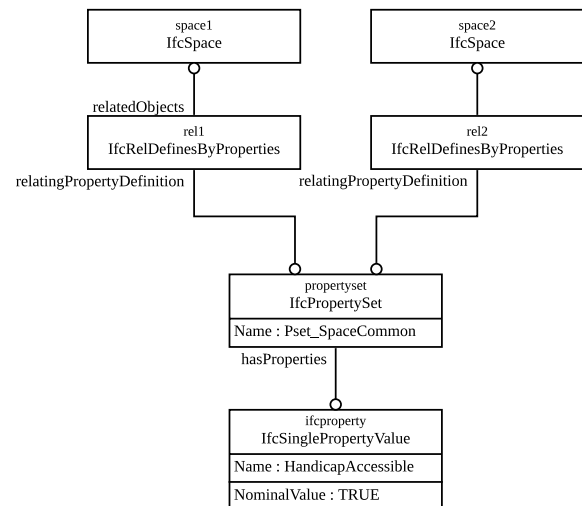 space1
IfcSpace
space2
IfcSpace
relatedObjects
rel1
IfcRelDefinesByProperties
rel2
IfcRelDefinesByProperties
relatingPropertyDefinition
relatingPropertyDefinition
propertyset
IfcPropertySet
Name : Pset_SpaceCommon
hasProperties
ifcproperty
IfcSinglePropertyValue
Name : HandicapAccessible
NominalValue : TRUE